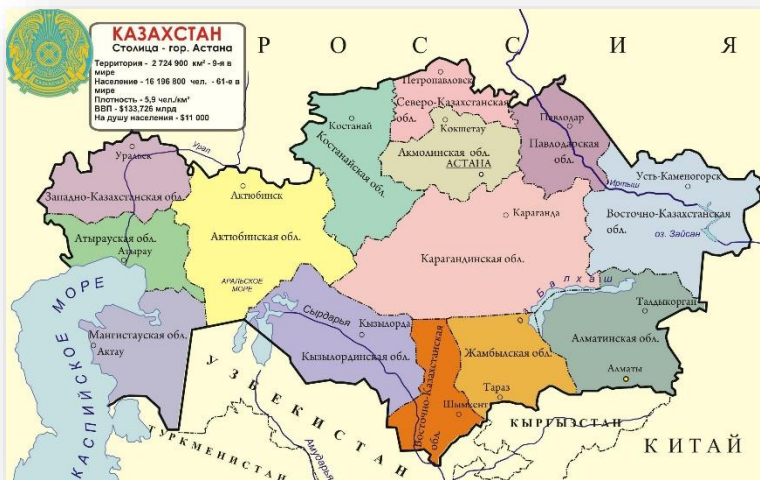 КАЗАХСТАН
Столица - гор. Астана
Территория - 2 724 900 км² - 9-я в
мире
Население - 16 196 800 чел. - 61-е в
мире
Плотность - 5,9 чел./км²
ВВП - $133,726 млрд
На душу населения - $11 000
РОССИЯ
Петропавловск
Северо-Казахстанская
обл.
Костанай
Кокшетау
Костанайская обл.
Акмолинская обл.
АСТАНА
Павлодар
Павлодарская
обл.
Иртыш
Усть-Каменогорск
Восточно-Казахстанская
обл.
оз. Зайсан
Уральск
Урал
Западно-Казахстанская обл.
Актюбинск
Актюбинская обл.
Атырауская обл.
Атырау
Караганда
Карагандинская обл.
АРАЛЬСКОЕ
МОРЕ
КАСПИЙСКОЕ МОРЕ
Мангистауская обл.
Актау
Сырдарья
Кызылорда
Кызылординская обл.
Восточно-Казахстанская
обл.
Шымкент
Жамбылская обл.
Тараз
Балхаш
Талдыкорган
Алматинская обл.
Алматы
УЗБЕКИСТАН
ТУРКМЕНИСТАН
Амударья
КЫРГЫЗСТАН
КИТАЙ